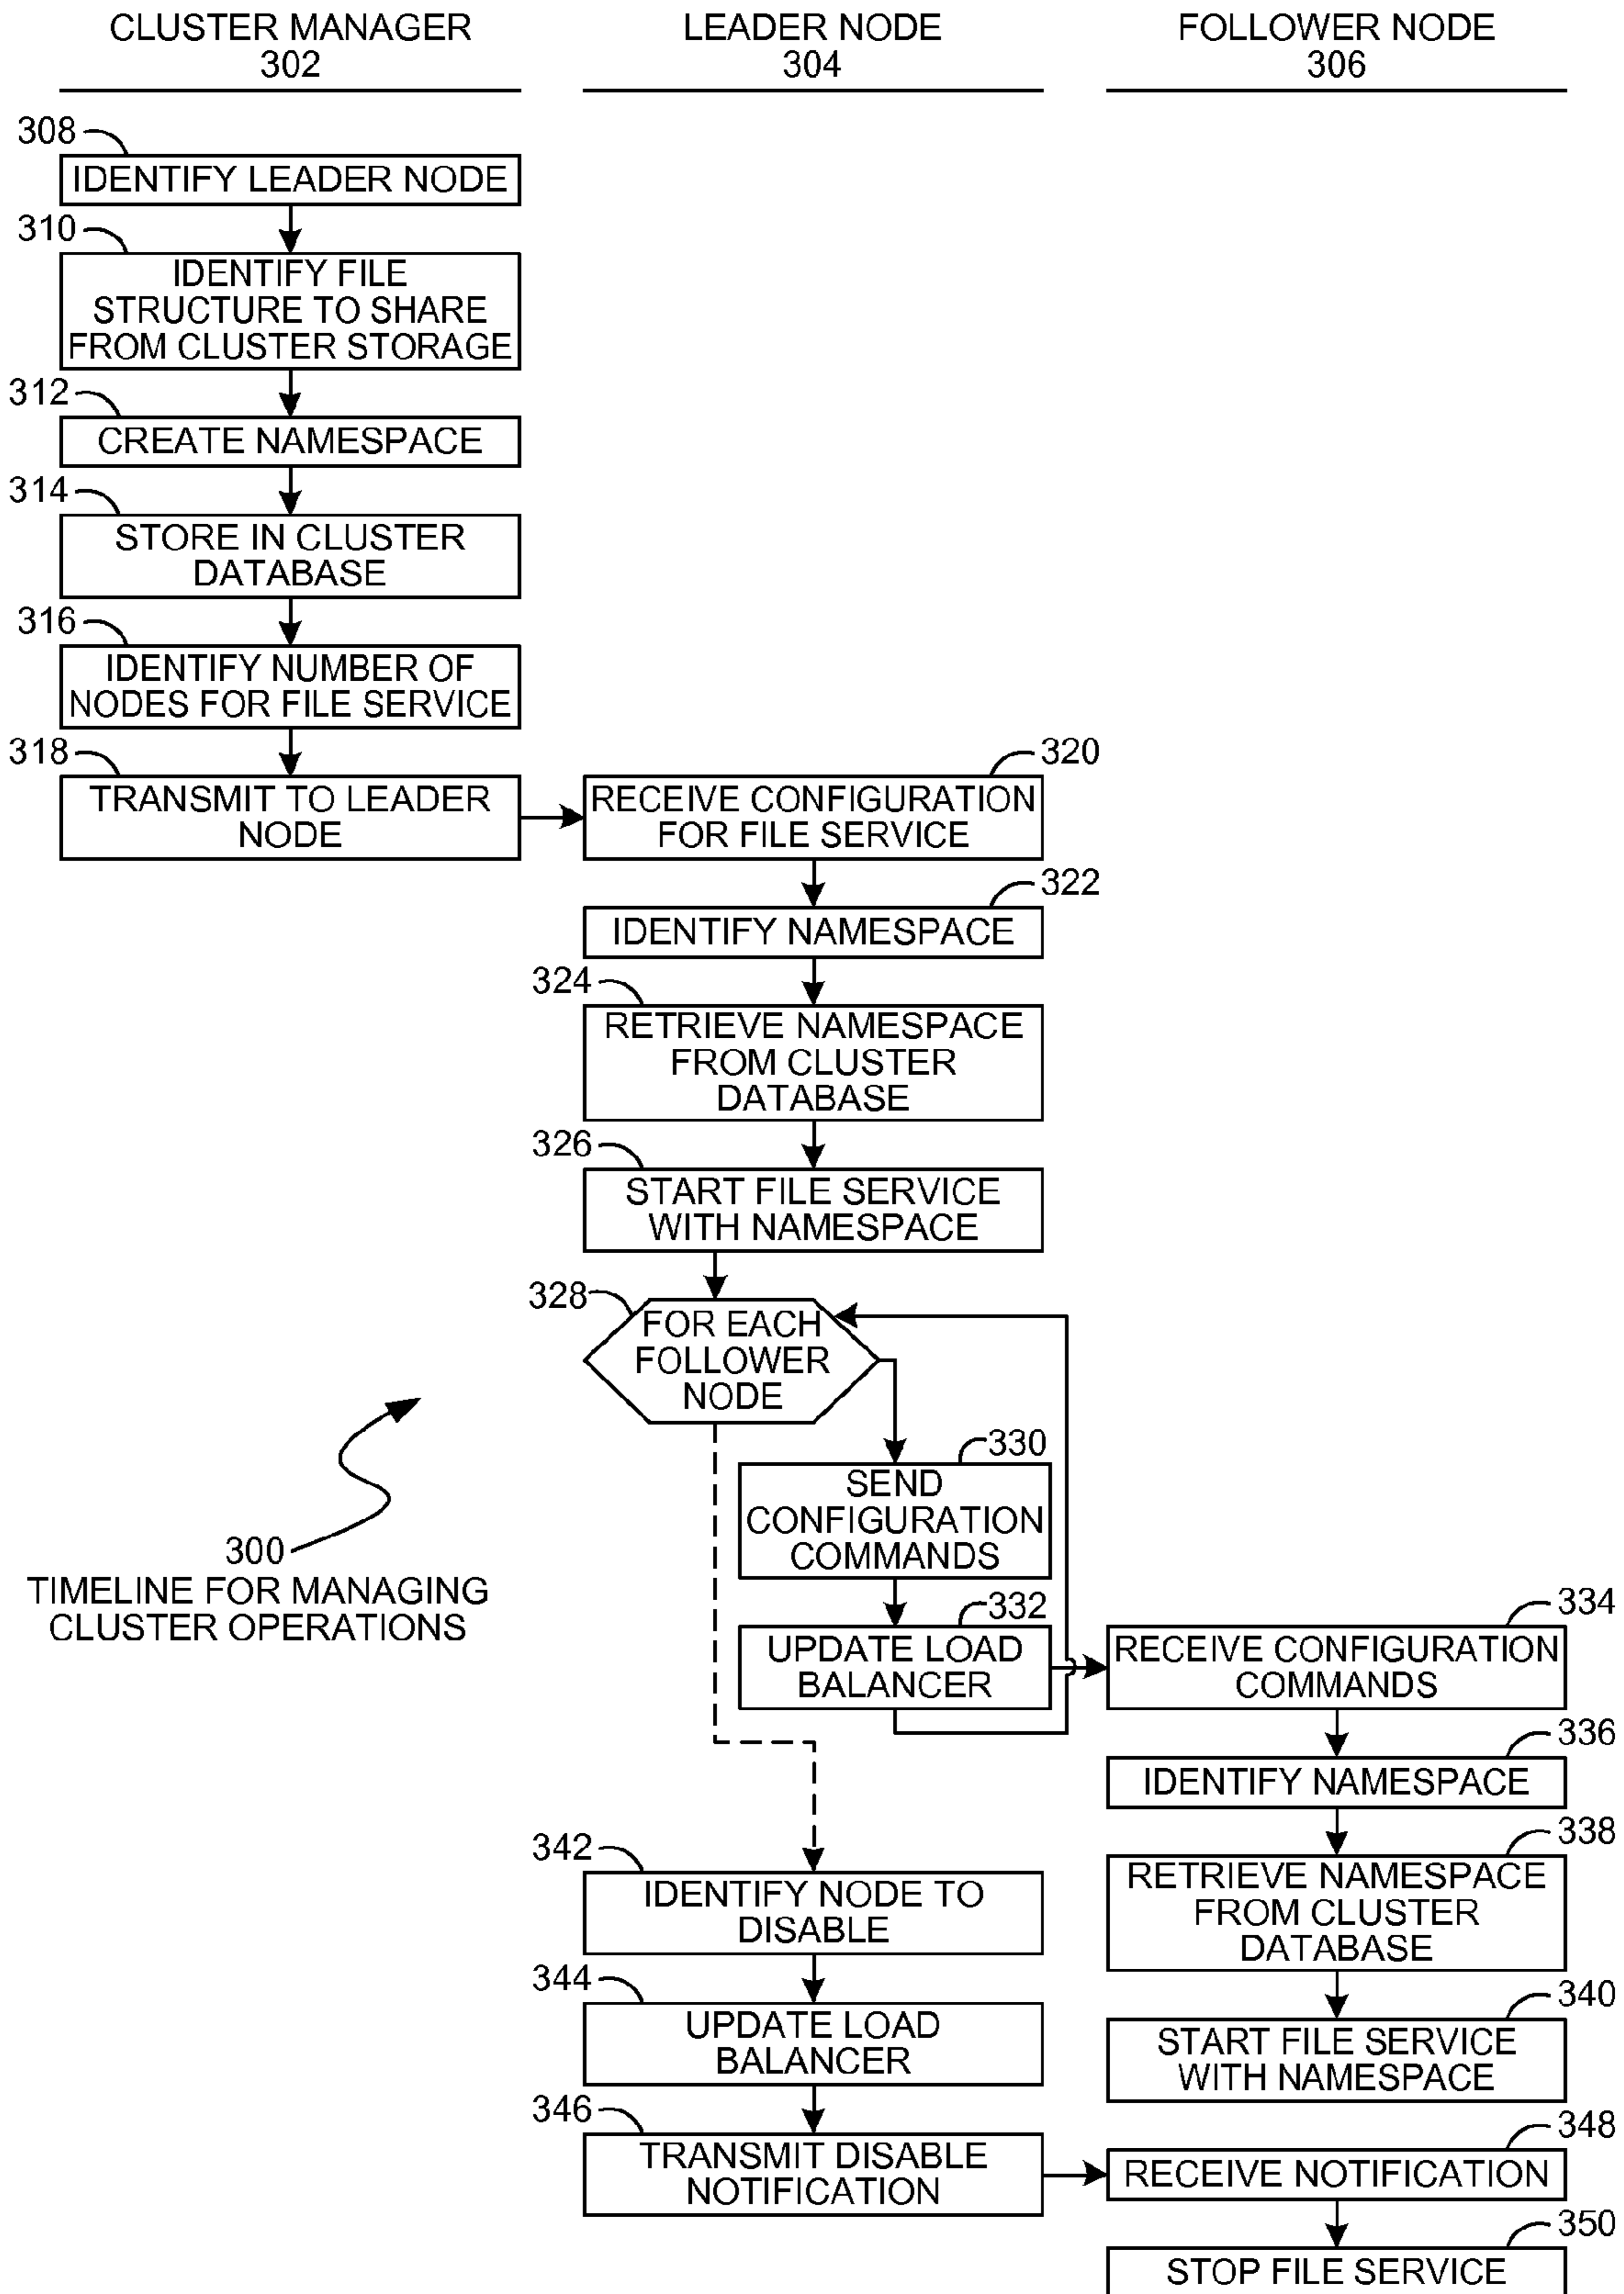 CLUSTER MANAGER
302
LEADER NODE
304
FOLLOWER NODE
306
308
IDENTIFY LEADER NODE
310
IDENTIFY FILE
STRUCTURE TO SHARE
FROM CLUSTER STORAGE
312
CREATE NAMESPACE
314
STORE IN CLUSTER
DATABASE
316
IDENTIFY NUMBER OF
NODES FOR FILE SERVICE
318
TRANSMIT TO LEADER
NODE
320
RECEIVE CONFIGURATION
FOR FILE SERVICE
322
IDENTIFY NAMESPACE
324
RETRIEVE NAMESPACE
FROM CLUSTER
DATABASE
326
START FILE SERVICE
WITH NAMESPACE
328
FOR EACH
FOLLOWER
NODE
330
SEND
CONFIGURATION
COMMANDS
332
UPDATE LOAD
BALANCER
300
TIMELINE FOR MANAGING
CLUSTER OPERATIONS
334
RECEIVE CONFIGURATION
COMMANDS
336
IDENTIFY NAMESPACE
338
RETRIEVE NAMESPACE
FROM CLUSTER
DATABASE
340
START FILE SERVICE
WITH NAMESPACE
342
IDENTIFY NODE TO
DISABLE
344
UPDATE LOAD
BALANCER
346
TRANSMIT DISABLE
NOTIFICATION
348
RECEIVE NOTIFICATION
350
STOP FILE SERVICE